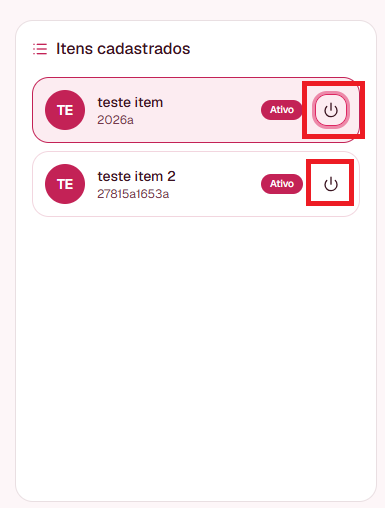 Itens cadastrados
TE
teste item
2026a
Ativo
TE
teste item 2
27815a1653a
Ativo